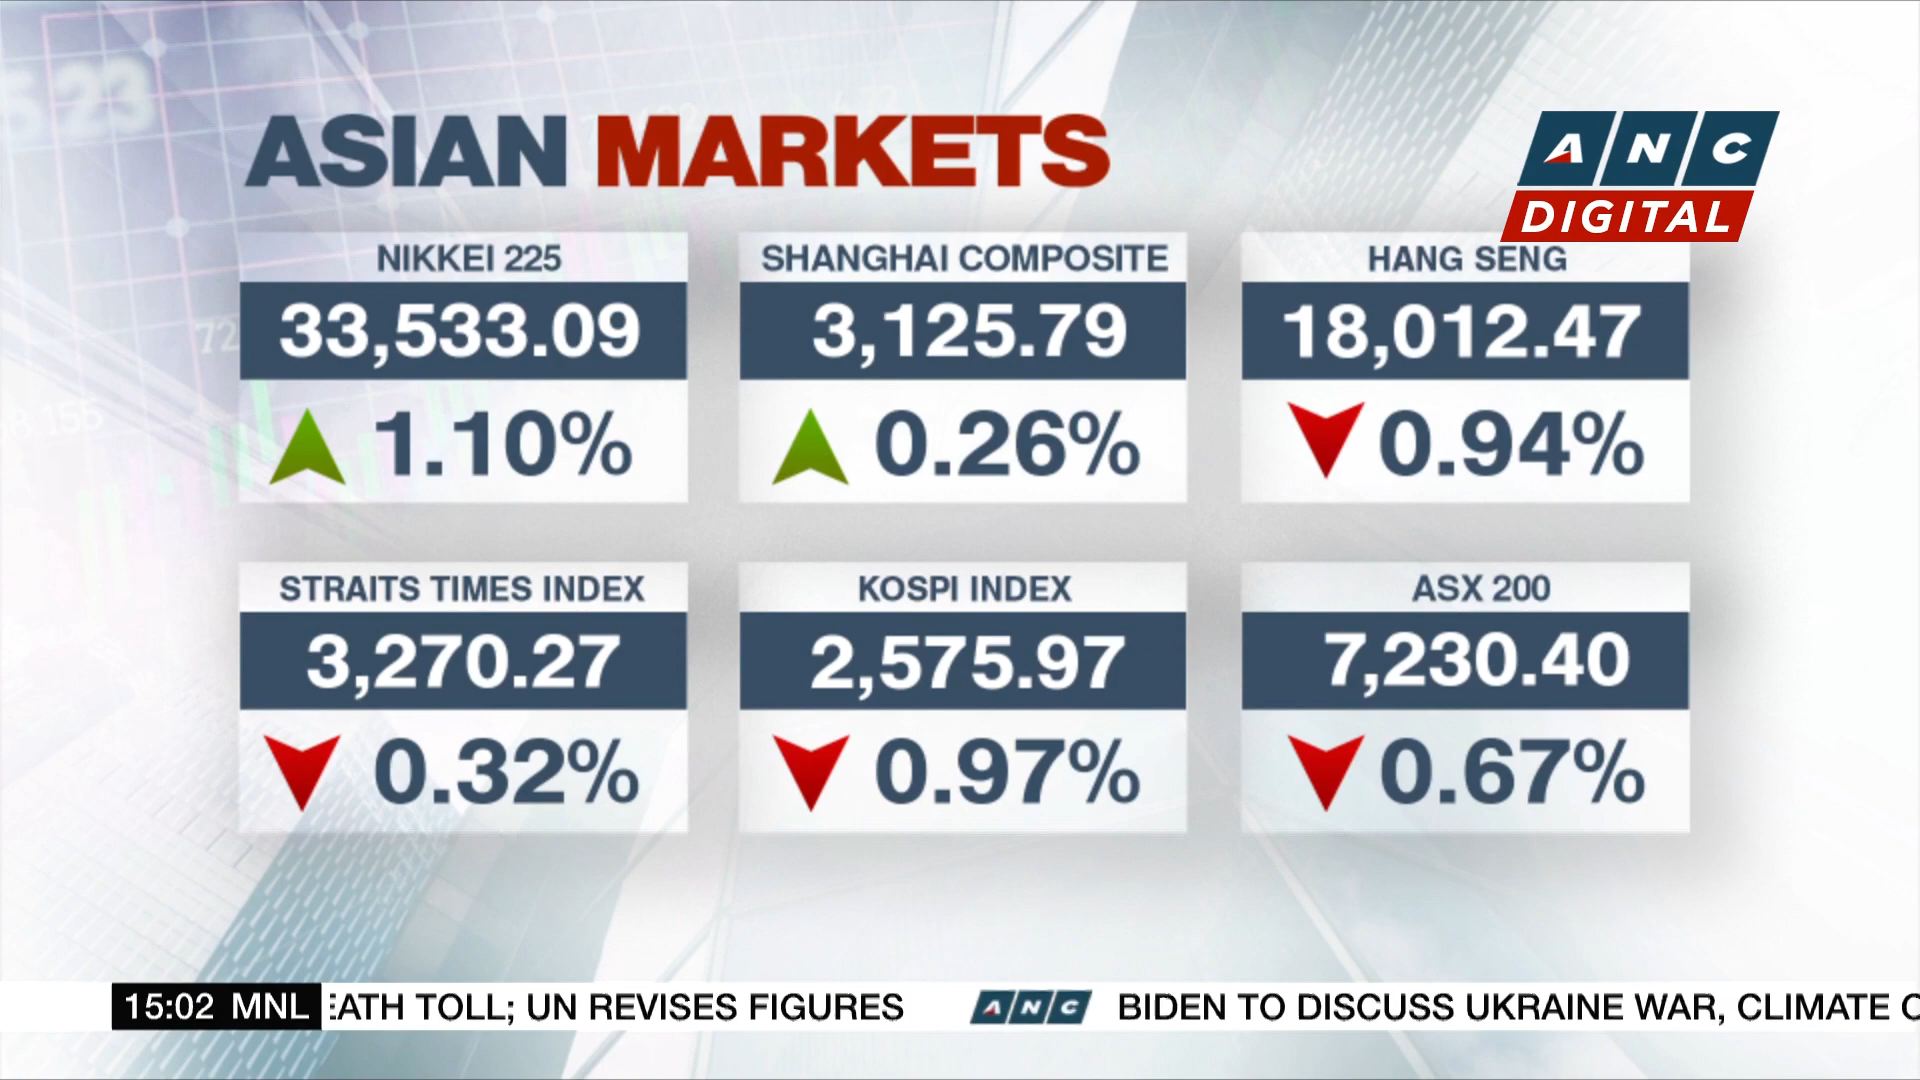 ASIAN MARKETS
ANC
DIGITAL
NIKKEI 225
33,533.09
1.10%
SHANGHAI COMPOSITE
3,125.79
0.26%
HANG SENG
18,012.47
0.94%
STRAITS TIMES INDEX
3,270.27
0.32%
KOSPI INDEX
2,575.97
0.97%
ASX 200
7,230.40
0.67%
15:02 MNL TOLL; UN REVISES FIGURES ANC BIDEN TO DISCUSS UKRAINE WAR, CLIMATE